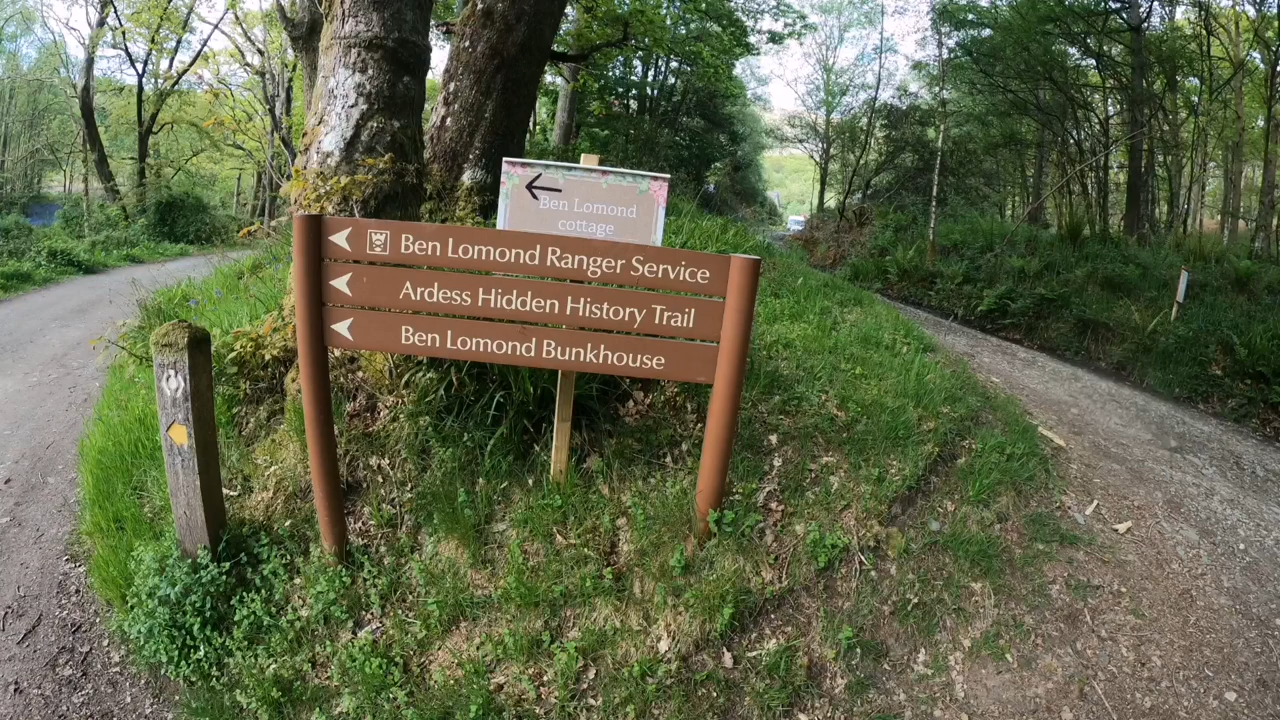 Ben Lomond
cottage
Ben Lomond Ranger Service
Ardess Hidden History Trail
Ben Lomond Bunkhouse